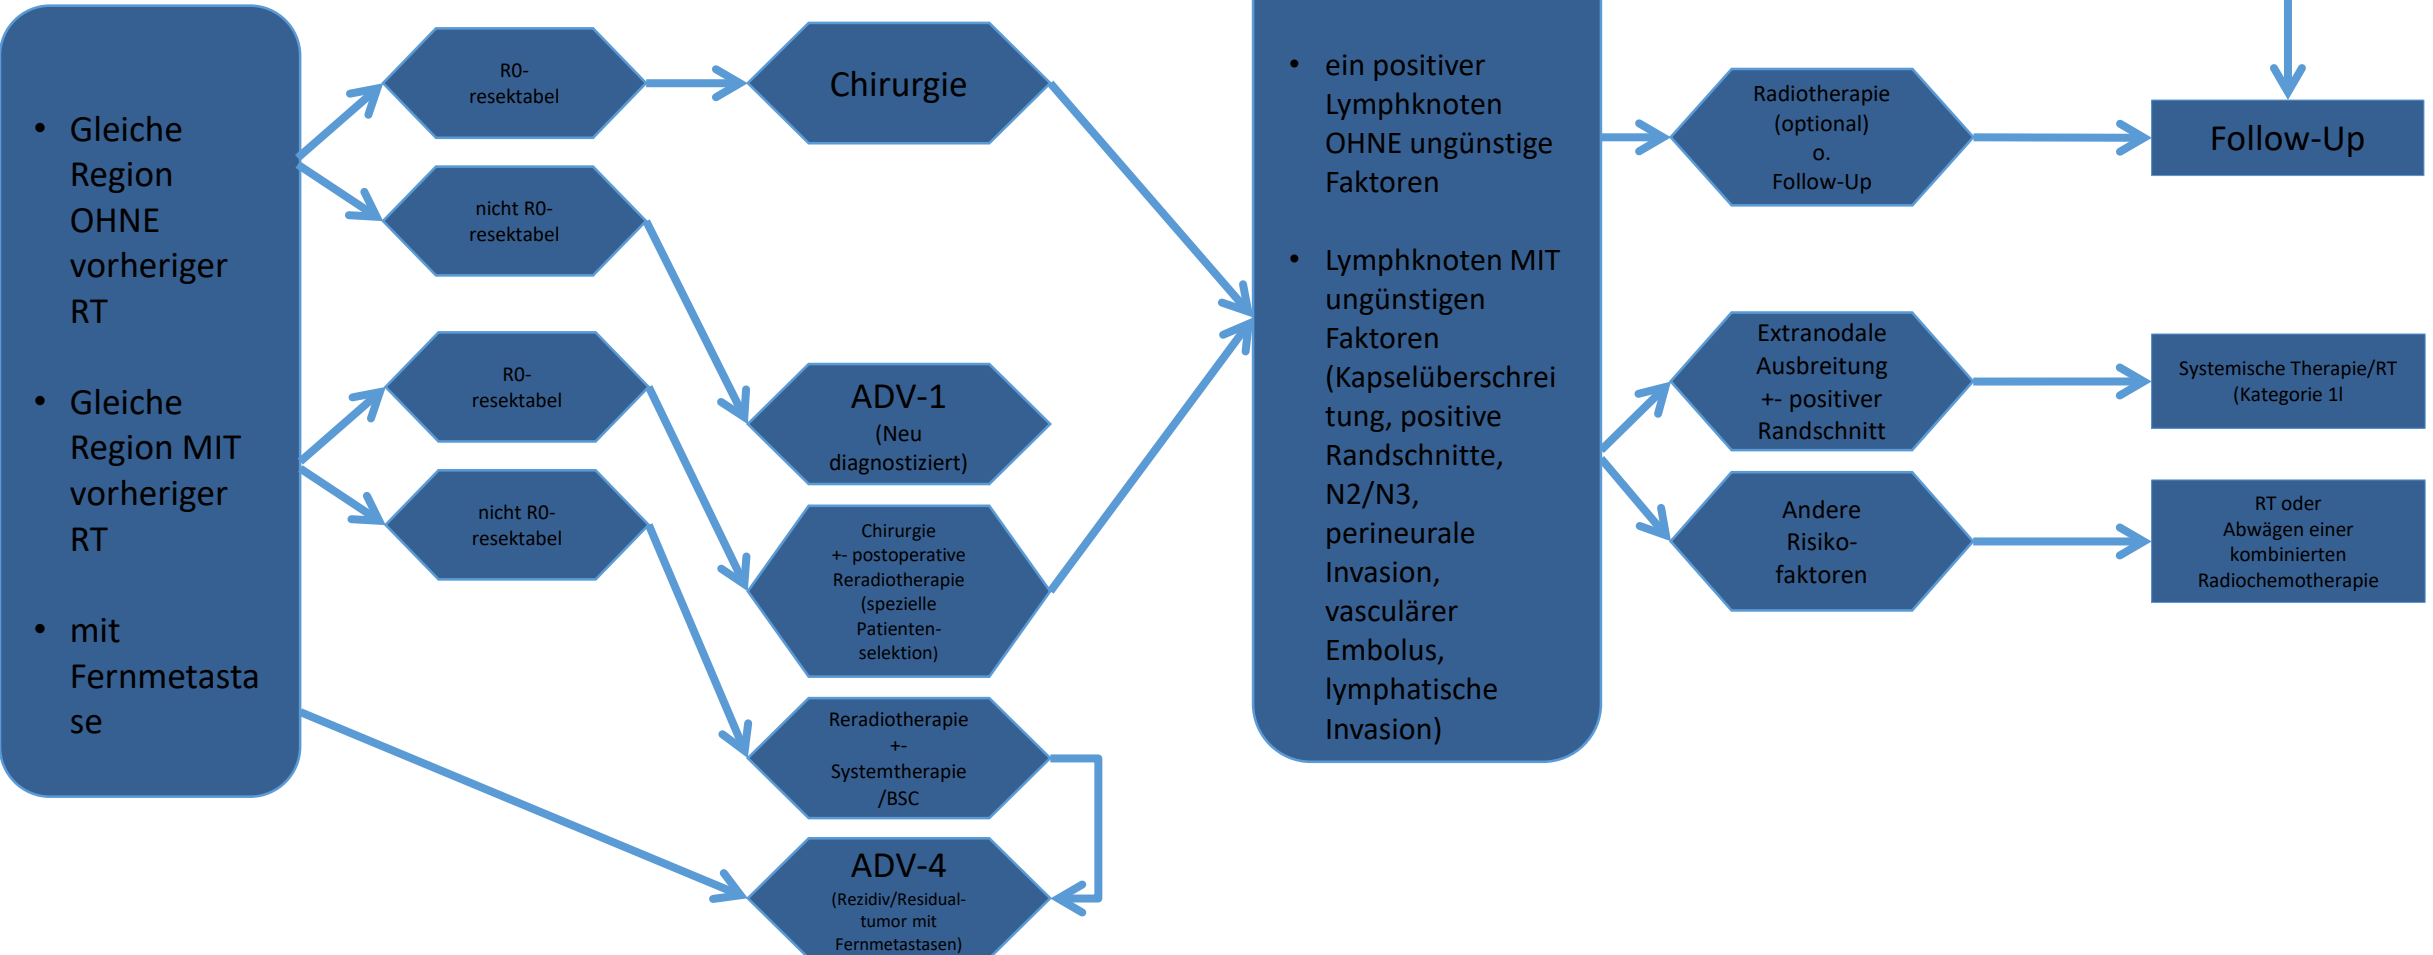 • Gleiche
Region
OHNE
vorheriger
RT
• Gleiche
Region MIT
vorheriger
RT
• mit
Fernmetasta
se
R0-
resektabel
nicht R0-
resektabel
R0-
resektabel
nicht R0-
resektabel
Chirurgie
ADV-1
(Neu
diagnostiziert)
Chirurgie
+- postoperative
Reradiotherapie
(spezielle
Patienten-
selektion)
Reradiotherapie
+-
Systemtherapie
/BSC
ADV-4
(Rezidiv/Residual-
tumor mit
Fernmetastasen)
• ein positiver
Lymphknoten
OHNE ungünstige
Faktoren
• Lymphknoten MIT
ungünstigen
Faktoren
(Kapselüberschrei
tung, positive
Randschnitte,
N2/N3,
perineurale
Invasion,
vasculärer
Embolus,
lymphatische
Invasion)
Radiotherapie
(optional)
o.
Follow-Up
Extranodale
Ausbreitung
+- positiver
Randschnitt
Andere
Risiko-
faktoren
Follow-Up
Systemische Therapie/RT
(Kategorie 1l
RT oder
Abwägen einer
kombinierten
Radiochemotherapie